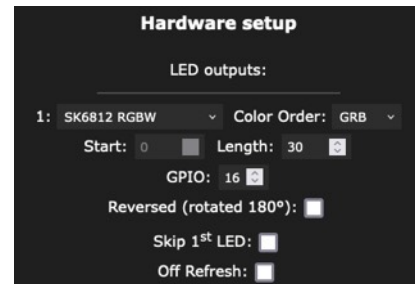 Hardware setup
LED outputs:
1: SK6812 RGBW Color Order: GRB
Start: 0 Length: 30
GPIO: 16
Reversed (rotated 180°):
Skip 1st LED:
Off Refresh: